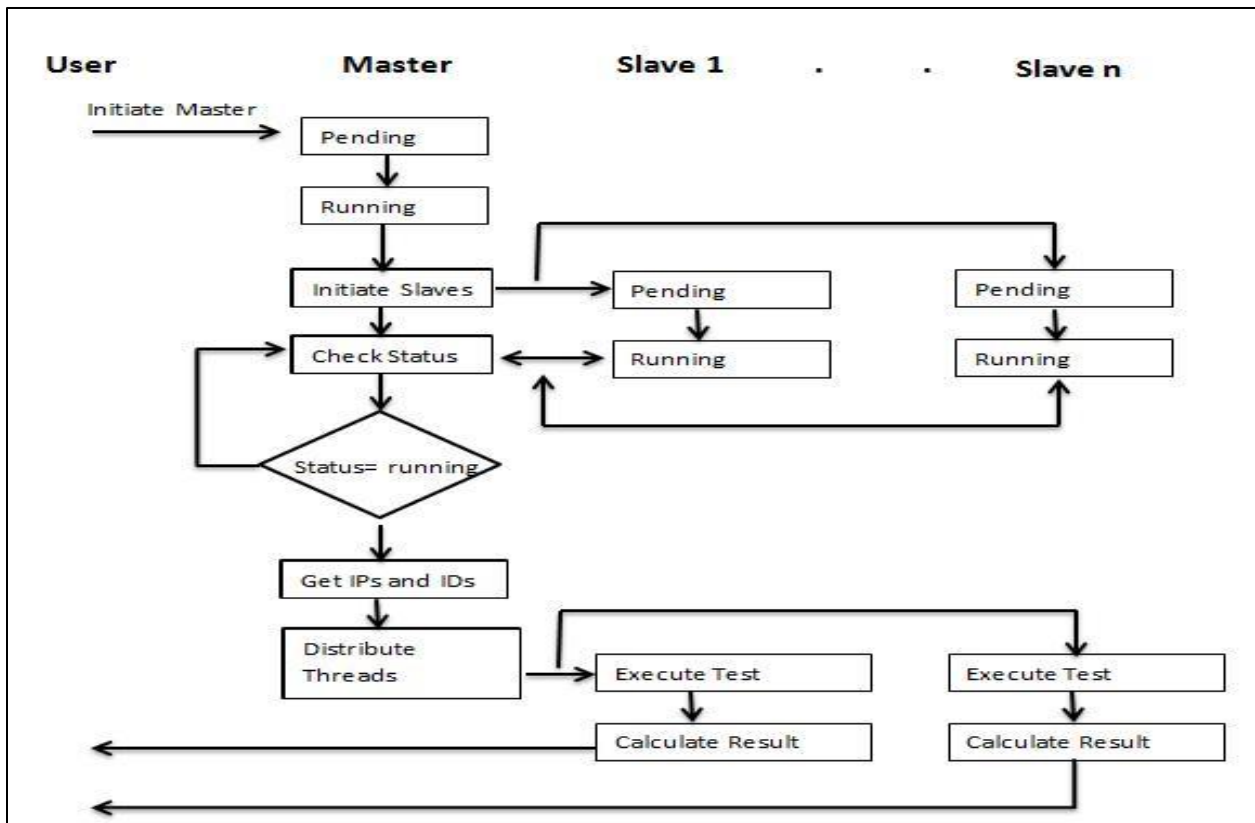 User Master Slave 1 . . Slave n
Initiate Master
Pending
Running
Initiate Slaves
Pending
Pending
Check Status
Running
Running
Status= running
Get IPs and IDs
Distribute
Threads
Execute Test
Execute Test
Calculate Result
Calculate Result